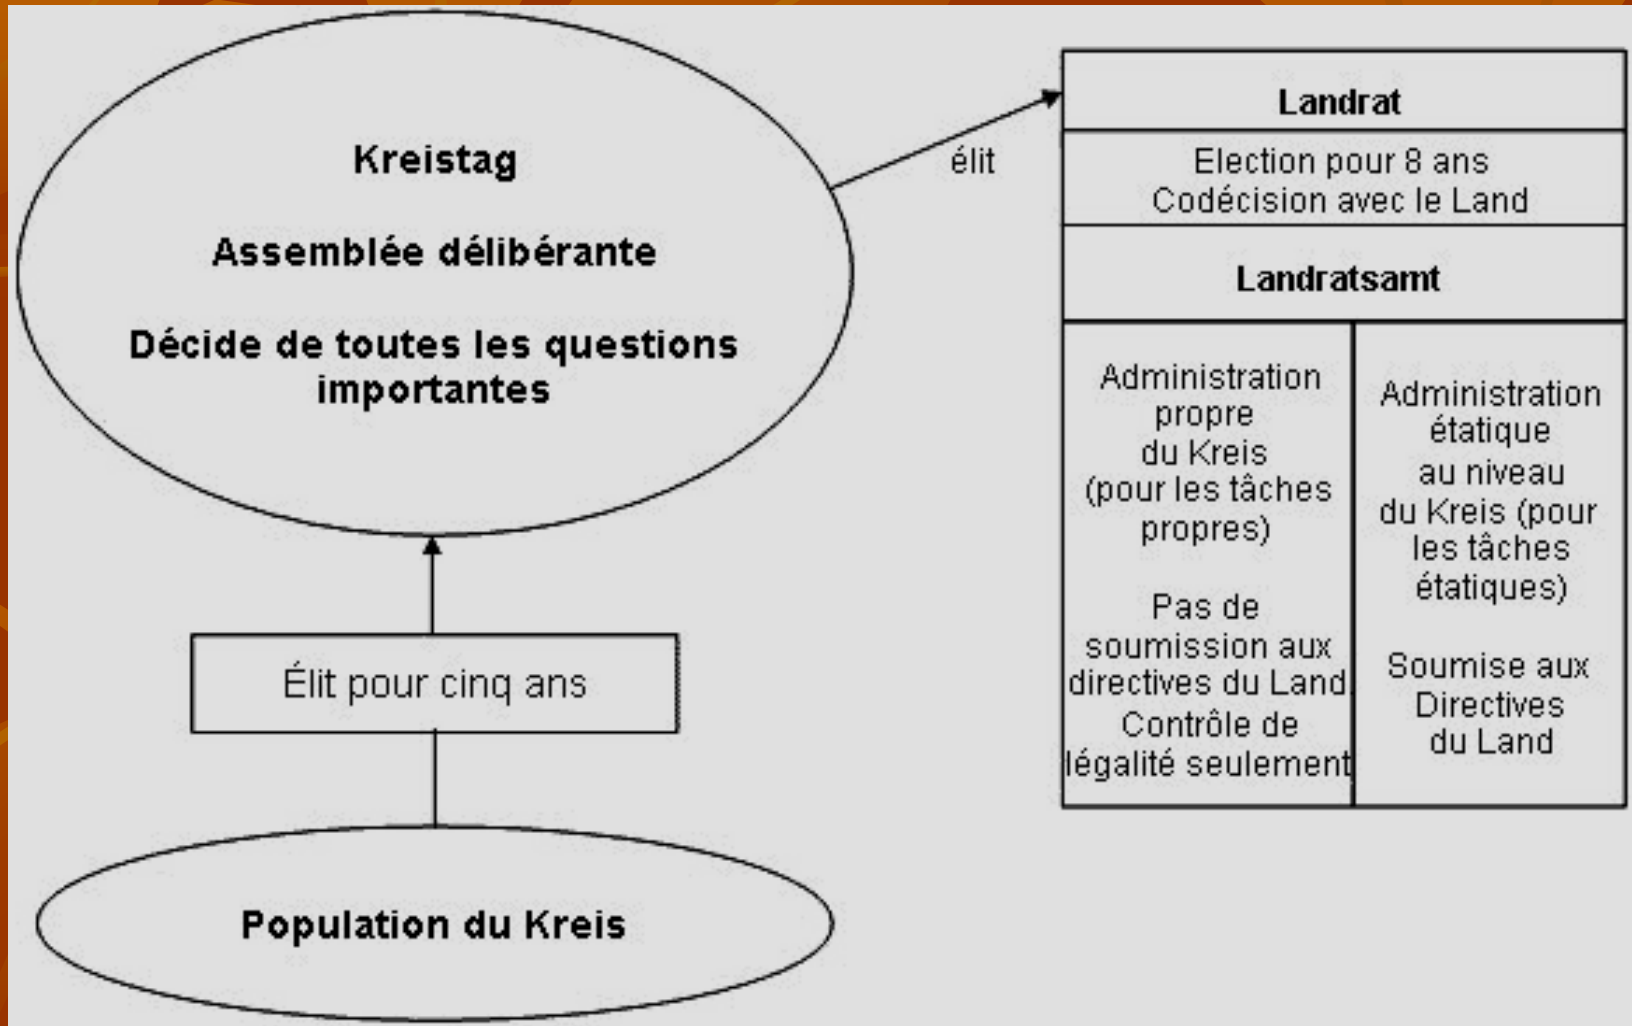 Kreistag
Assemblée délibérante
Décide de toutes les questions
importantes
élit
Élit pour cinq ans
Population du Kreis
Landrat
Election pour 8 ans
Codécision avec le Land
Landratsamt
Administration
propre
du Kreis
(pour les tâches
propres)
Pas de
soumission aux
directives du Land.
Contrôle de
légalité seulement
Administration
étatique
au niveau
du Kreis (pour
les tâches
étatiques)
Soumise aux
Directives
du Land